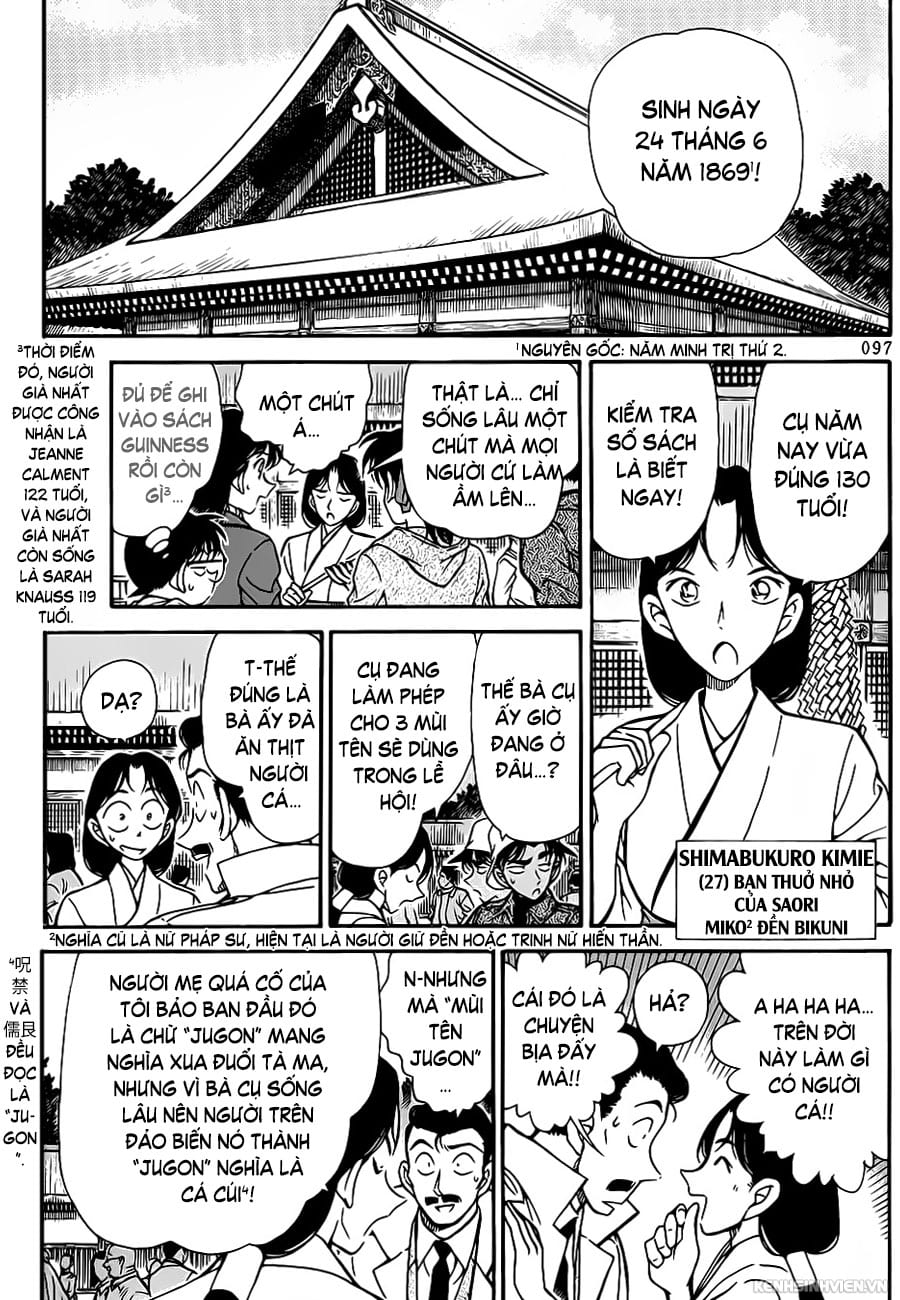 SINH NGÀY
24 THÁNG 6
NĂM 1869¹!
¹NGUYÊN GỐC: NĂM MINH TRỊ THỨ 2.
097
CỤ NĂM
NAY VỪA
ĐÚNG 130
TUỔI!
KIỂM TRA
SỔ SÁCH
LÀ BIẾT
NGAY!
SHIMABUKURO KIMIE
(27) BẠN THUỞ NHỎ
CỦA SAORI
MIKO² ĐỀN BIKUNI
THẬT LÀ... CHỈ
SỐNG LÂU MỘT
CHÚT MÀ MỌI
NGƯỜI CỨ LÀM
ẦM LÊN...
MỘT CHÚT
Á...
ĐỦ ĐỂ GHI
VÀO SÁCH
GUINNESS
RỒI CÒN
GÌ³...
³THỜI ĐIỂM
ĐÓ, NGƯỜI
GIÀ NHẤT
ĐƯỢC CÔNG
NHẬN LÀ
JEANNE
CALMENT
122 TUỔI,
VÀ NGƯỜI
GIÀ NHẤT
CÒN SỐNG
LÀ SARAH
KNAUSS 119
TUỔI.
THẾ BÀ CỤ
ẤY GIỜ
ĐANG Ở
ĐÂU...?
CỤ ĐANG
LÀM PHÉP
CHO 3 MŨI
TÊN SẼ DÙNG
TRONG LỄ
HỘI!
T-THẾ
ĐÚNG LÀ
BÀ ẤY ĐÃ
ĂN THỊT
NGƯỜI
CÁ...
DẠ?
²NGHĨA CŨ LÀ NỮ PHÁP SƯ, HIỆN TẠI LÀ NGƯỜI GIỮ ĐỀN HOẶC TRINH NỮ HIẾN THẦN.
A HA HA HA...
TRÊN ĐỜI
NÀY LÀM GÌ
CÓ NGƯỜI
CÁ!!
HẢ?
CÁI ĐÓ LÀ
CHUYỆN
BỊA ĐẤY
MÀ!!
N-NHƯNG
MÀ "MŨI
TÊN
JUGON"
...
NGƯỜI MẸ QUÁ CỐ CỦA
TÔI BẢO BAN ĐẦU ĐÓ
LÀ CHỮ "JUGON" MANG
NGHĨA XUA ĐUỔI TÀ MA,
NHƯNG VÌ BÀ CỤ SỐNG
LÂU NÊN NGƯỜI TRÊN
ĐẢO BIẾN NÓ THÀNH
"JUGON" NGHĨA LÀ
CÁ CÚI⁴!
⁴呪
禁
VÀ
儒艮
ĐỀU
ĐỌC
LÀ
"JU-
GON
".
KENHSINHVIEN.VN